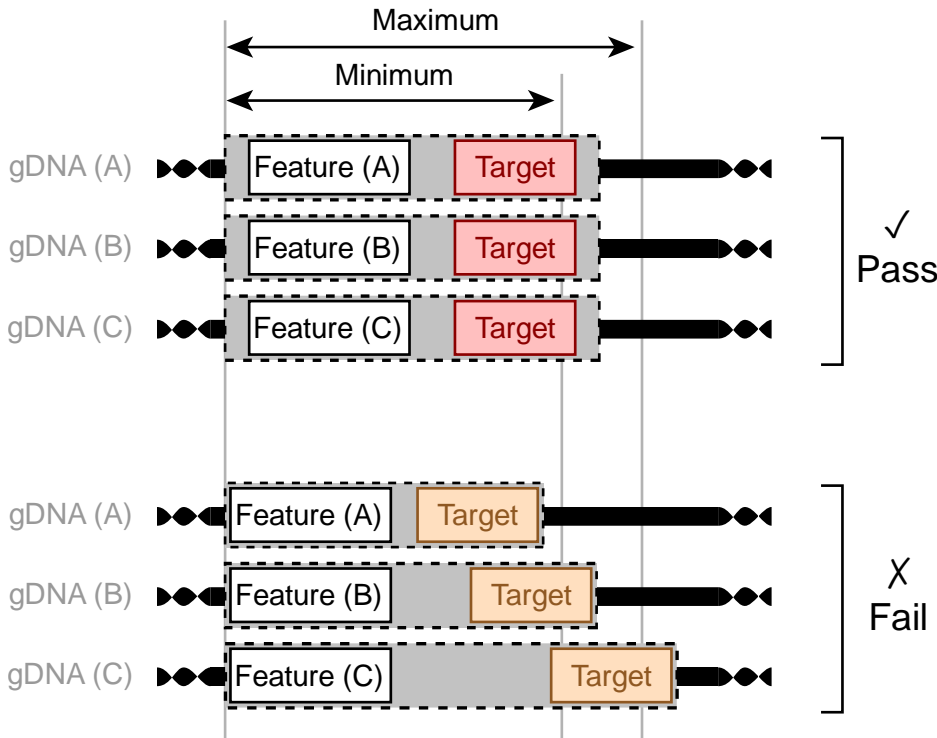 Maximum
Minimum
gDNA (A) Feature (A) Target
gDNA (B) Feature (B) Target
gDNA (C) Feature (C) Target
✓
Pass
gDNA (A) Feature (A) Target
gDNA (B) Feature (B) Target
gDNA (C) Feature (C) Target
✗
Fail